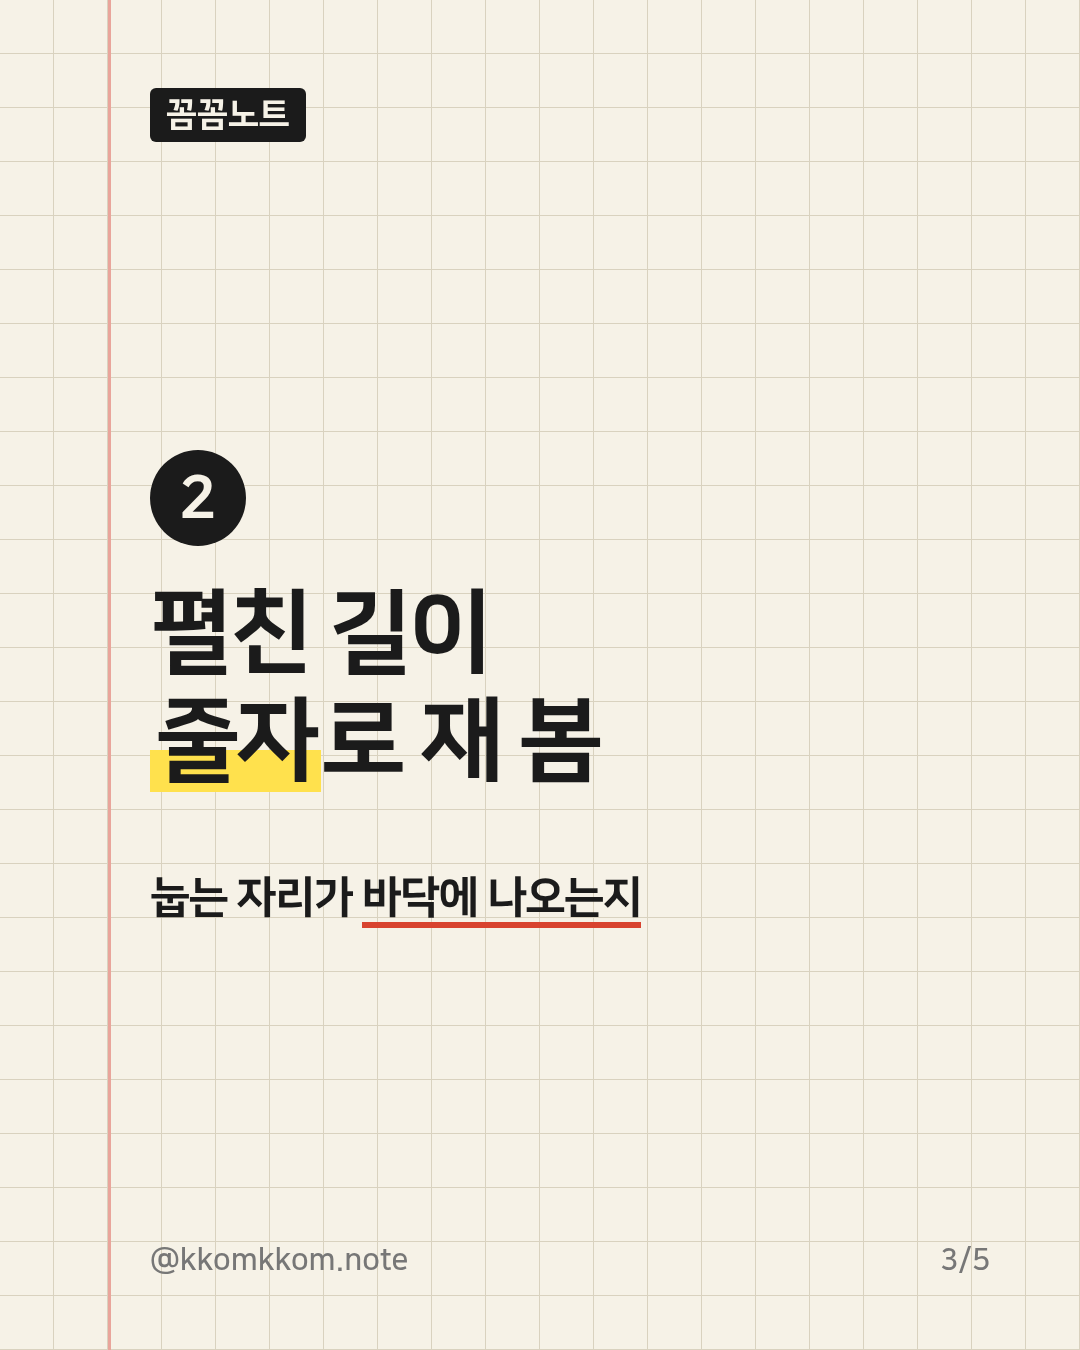 꼼꼼노트
2
펼친 길이
줄자로 재 봄
눕는 자리가 바닥에 나오는지
@kkomkkom.note
3/5